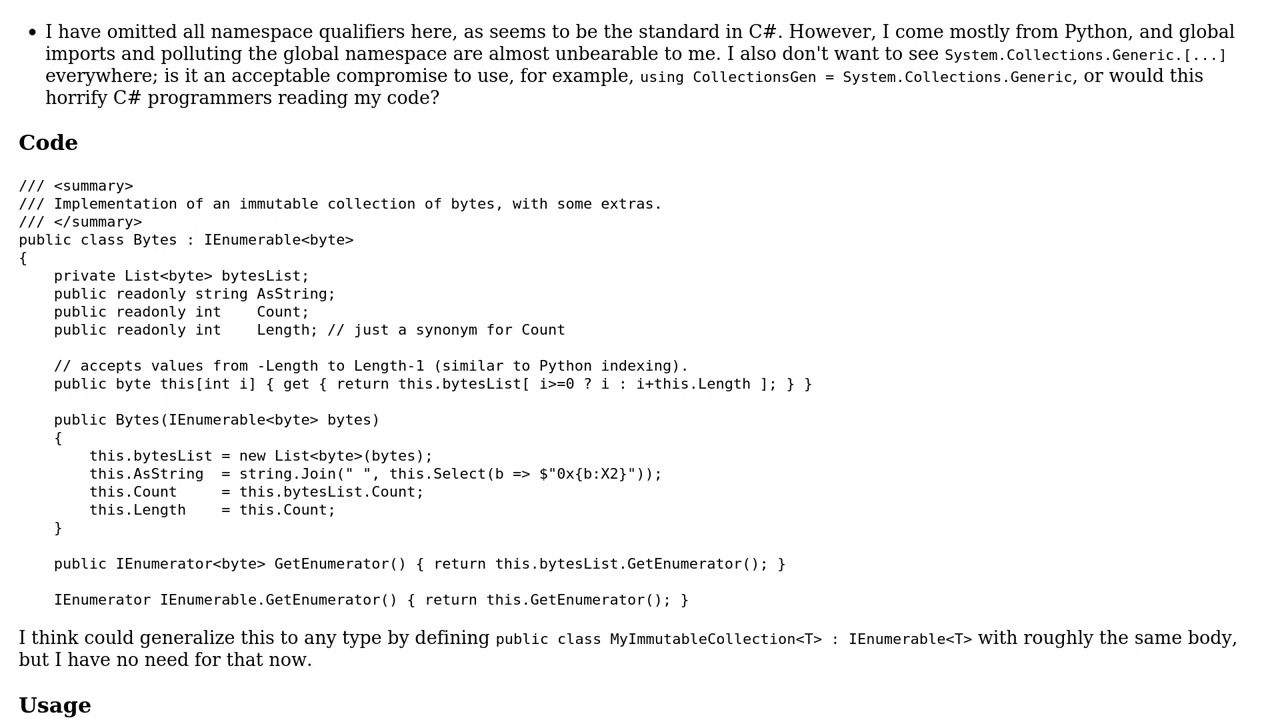 • I have omitted all namespace qualifiers here, as seems to be the standard in C#. However, I come mostly from Python, and global
imports and polluting the global namespace are almost unbearable to me. I also don't want to see System.Collections.Generic.[...]
everywhere; is it an acceptable compromise to use, for example, using CollectionsGen = System.Collections.Generic, or would this
horrify C# programmers reading my code?
Code
/// <summary>
/// Implementation of an immutable collection of bytes, with some extras.
/// </summary>
public class Bytes : IEnumerable<byte>
{
    private List<byte> bytesList;
    public readonly string AsString;
    public readonly int    Count;
    public readonly int    Length; // just a synonym for Count
    // accepts values from -Length to Length-1 (similar to Python indexing).
    public byte this[int i] { get { return this.bytesList[ i>=0 ? i : i+this.Length ]; } }
    public Bytes(IEnumerable<byte> bytes)
    {
        this.bytesList = new List<byte>(bytes);
        this.AsString  = string.Join(" ", this.Select(b => $"0x{b:X2}"));
        this.Count     = this.bytesList.Count;
        this.Length    = this.Count;
    }
    public IEnumerator<byte> GetEnumerator() { return this.bytesList.GetEnumerator(); }
    IEnumerator IEnumerable.GetEnumerator() { return this.GetEnumerator(); }
I think could generalize this to any type by defining public class MyImmutableCollection<T> : IEnumerable<T> with roughly the same body,
but I have no need for that now.
Usage